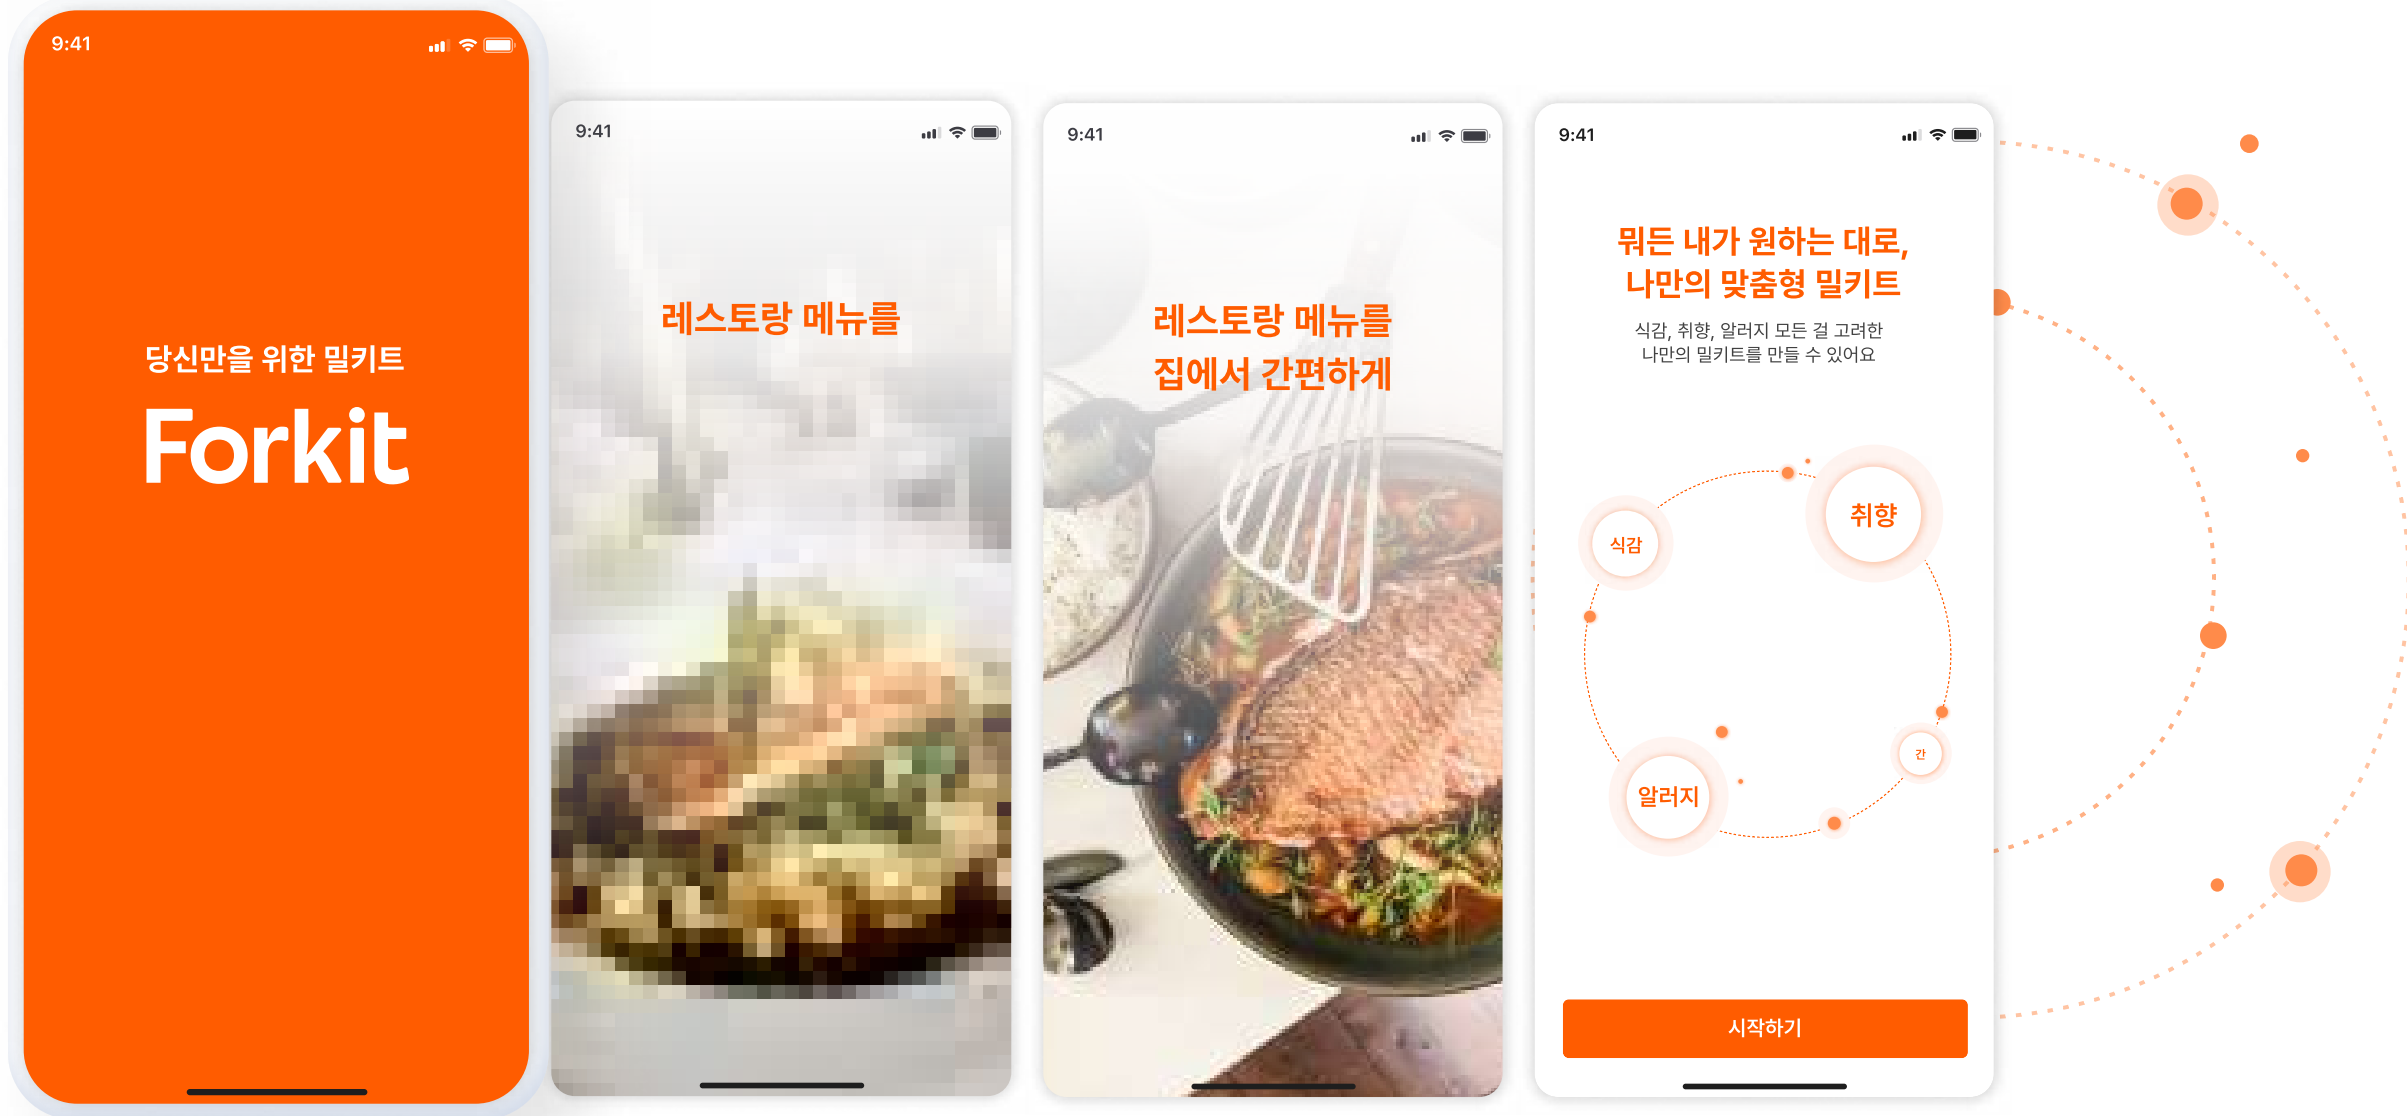 9:41
당신만을 위한 밀키트
Forkit
9:41
레스토랑 메뉴를
9:41
레스토랑 메뉴를
집에서 간편하게
9:41
뭐든 내가 원하는 대로,
나만의 맞춤형 밀키트
식감, 취향, 알러지 모든 걸 고려한
나만의 밀키트를 만들 수 있어요
취향
식감
간
알러지
시작하기